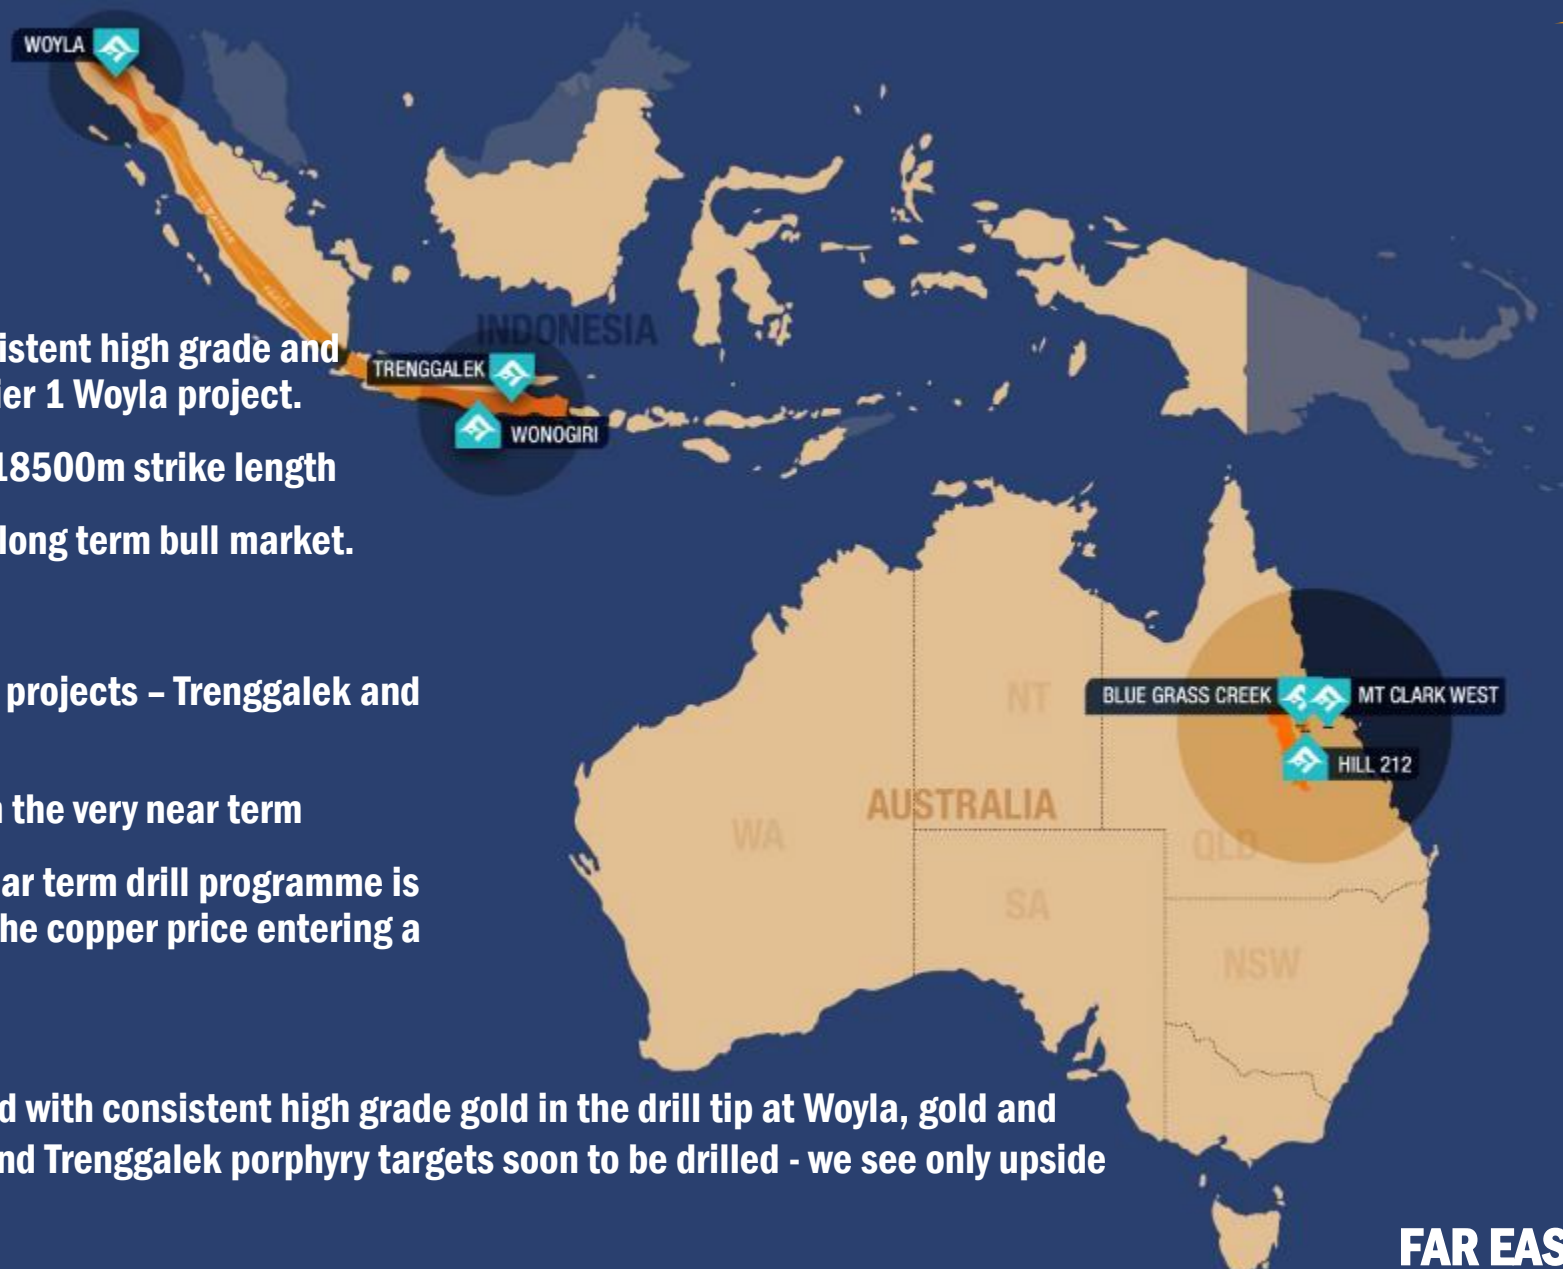 WOYLA
INDONESIA
istent high grade and
ier 1 Woyla project.
TRENGGALEK
WONOGIRI
18500m strike length
long term bull market.
projects – Trenggalek and
NT
BLUE GRASS CREEK
MT CLARK WEST
HILL 212
n the very near term
AUSTRALIA
WA
QLD
ar term drill programme is
he copper price entering a
SA
NSW
d with consistent high grade gold in the drill tip at Woyla, gold and
nd Trenggalek porphyry targets soon to be drilled - we see only upside
FAR EAS